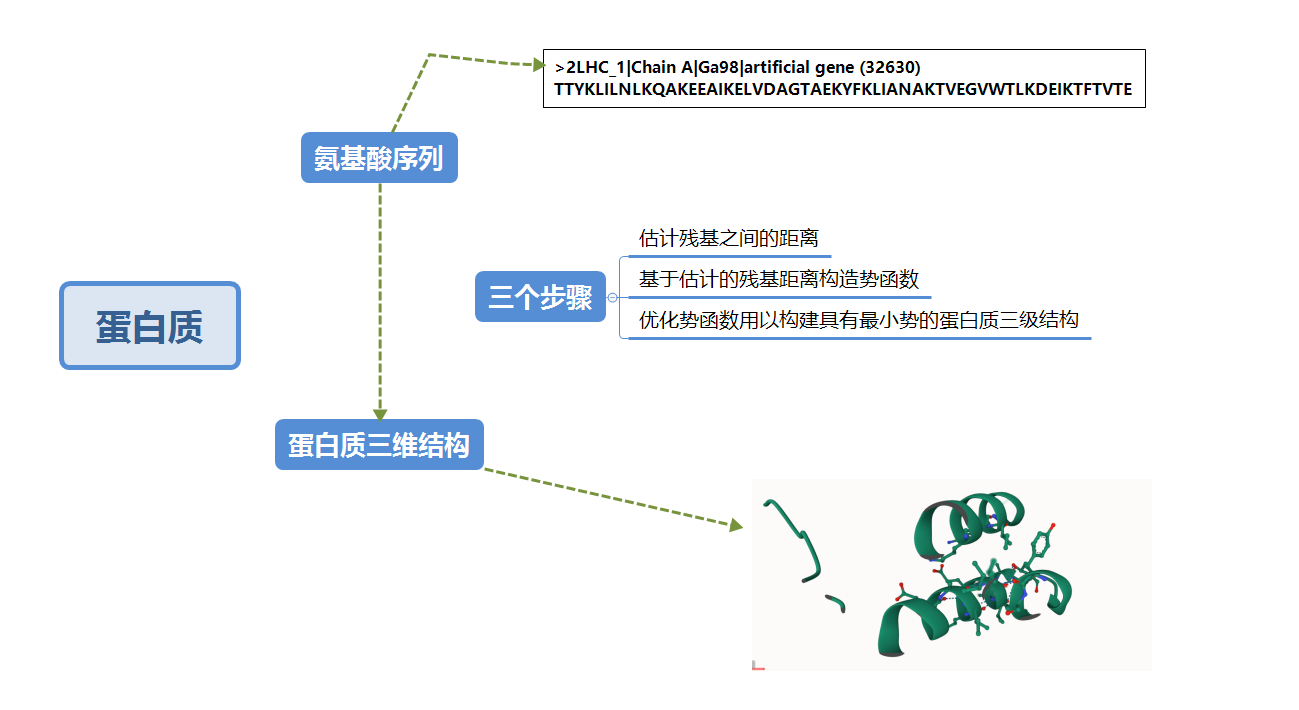 >2LHC_1|Chain A|Ga98|artificial gene (32630)
TTYKLILNLKQAKEEAIKELVDAGTAEKYFKLIANAKTVEGVWTLKDEIKTFTVTE
氨基酸序列
估计残基之间的距离
三个步骤
基于估计的残基距离构造势函数
优化势函数用以构建具有最小势的蛋白质三级结构
蛋白质
蛋白质三维结构